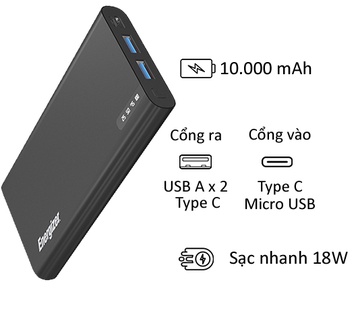 Energizer
10.000 mAh
Cổng ra
Cổng vào
USB A x 2
Type C
Type C
Micro USB
Sạc nhanh 18W